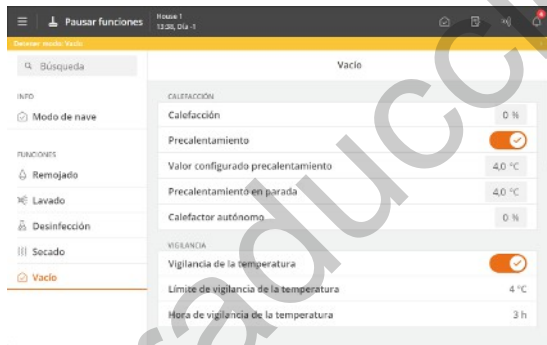 Pausar funciones
House 1
13:38, Día -1
Detener modo: Vacío
Búsqueda
Vacío
INFO
Modo de nave
FUNCIONES
Remojado
Lavado
Desinfección
Secado
Vacío
CALEFACCIÓN
Calefacción 0 %
Precalentamiento
Valor configurado precalentamiento 4,0 °C
Precalentamiento en parada 4,0 °C
Calefactor autónomo 0 %
VIGILANCIA
Vigilancia de la temperatura
Límite de vigilancia de la temperatura 4 °C
Hora de vigilancia de la temperatura 3 h